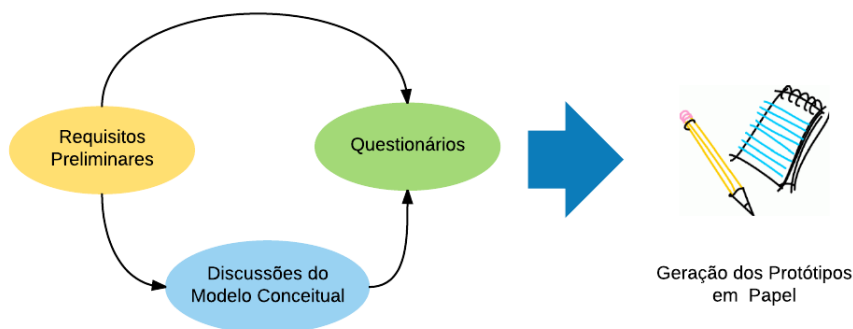 Requisitos
Preliminares
Questionários
Discussões do
Modelo Conceitual
Geração dos Protótipos
em Papel